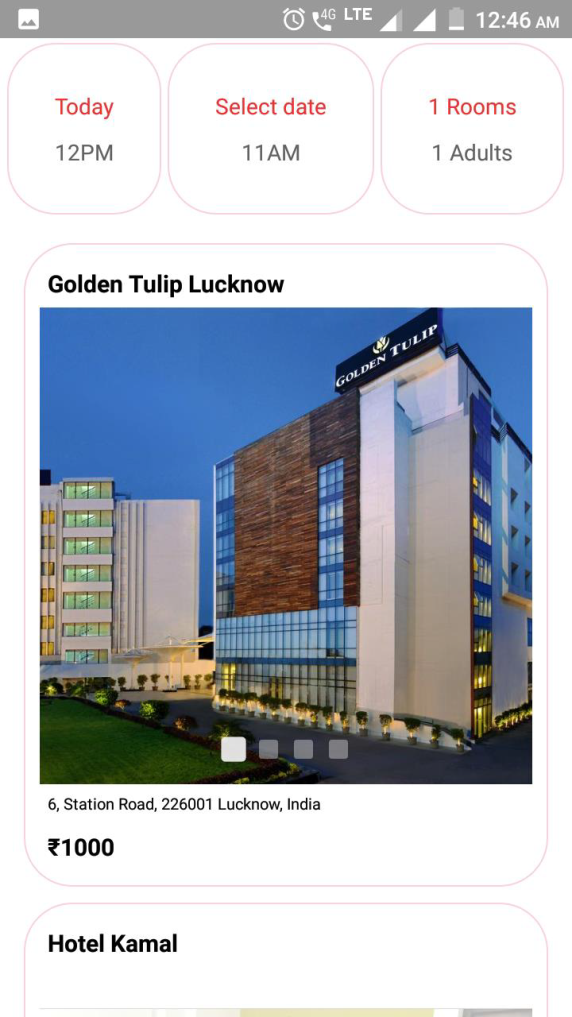 4G LTE 12:46 AM
Today Select date 1 Rooms
12PM 11AM 1 Adults
Golden Tulip Lucknow
GOLDEN TULIP
6, Station Road, 226001 Lucknow, India
₹1000
Hotel Kamal